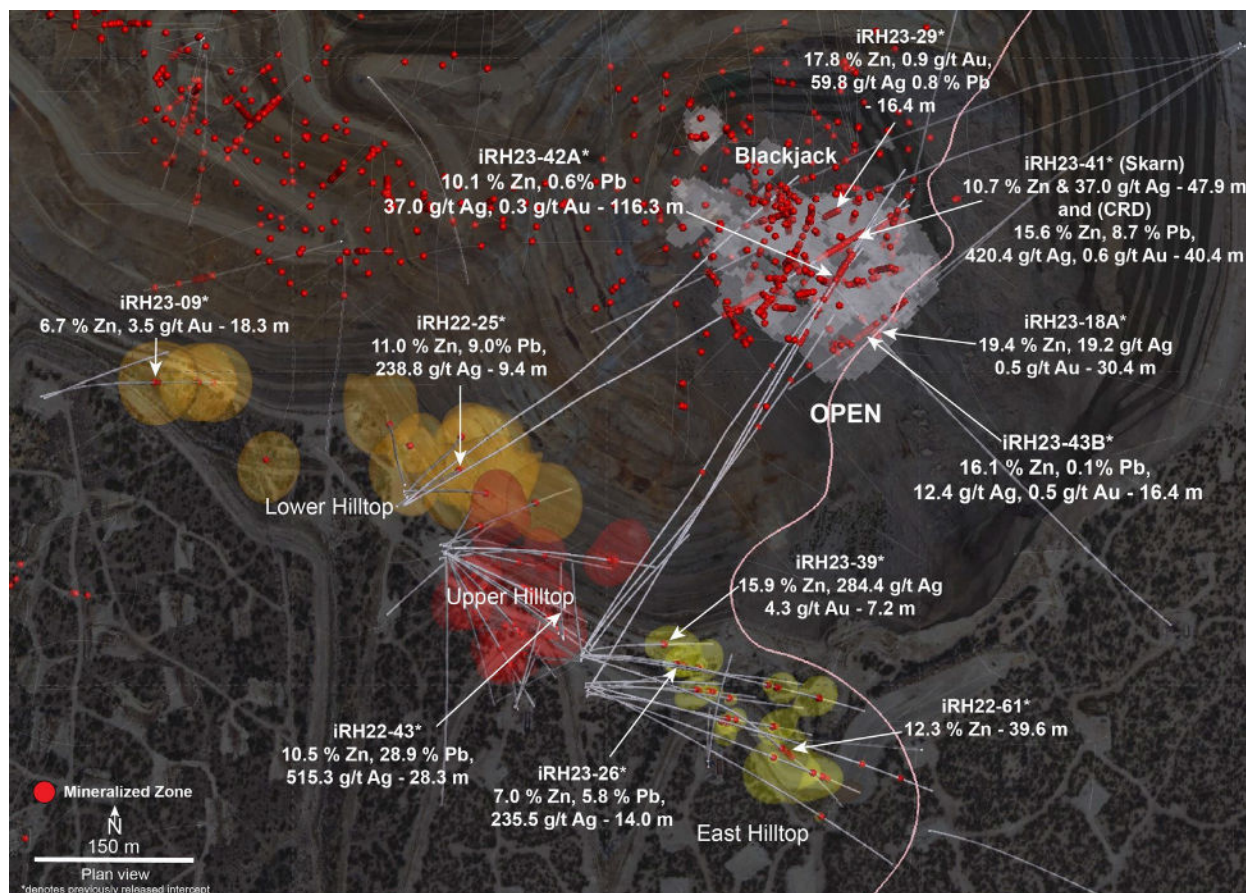 iRH23-29*
17.8 % Zn, 0.9 g/t Au,
59.8 g/t Ag 0.8 % Pb
- 16.4 m
Blackjack
iRH23-42A*
10.1 % Zn, 0.6% Pb
37.0 g/t Ag, 0.3 g/t Au - 116.3 m
iRH23-41* (Skarn)
10.7 % Zn & 37.0 g/t Ag - 47.9 m
and (CRD)
15.6 % Zn, 8.7 % Pb,
420.4 g/t Ag, 0.6 g/t Au - 40.4 m
iRH23-09*
6.7 % Zn, 3.5 g/t Au - 18.3 m
iRH22-25*
11.0 % Zn, 9.0% Pb,
238.8 g/t Ag - 9.4 m
iRH23-18A*
19.4 % Zn, 19.2 g/t Ag
0.5 g/t Au - 30.4 m
OPEN
iRH23-43B*
16.1 % Zn, 0.1% Pb,
12.4 g/t Ag, 0.5 g/t Au - 16.4 m
Lower Hilltop
iRH23-39*
15.9 % Zn, 284.4 g/t Ag
4.3 g/t Au - 7.2 m
Upper Hilltop
iRH22-43*
10.5 % Zn, 28.9 % Pb,
515.3 g/t Ag - 28.3 m
iRH23-26*
7.0 % Zn, 5.8 % Pb,
235.5 g/t Ag - 14.0 m
iRH22-61*
12.3 % Zn - 39.6 m
East Hilltop
Mineralized Zone
N
150 m
Plan view
*denotes previously released intercept